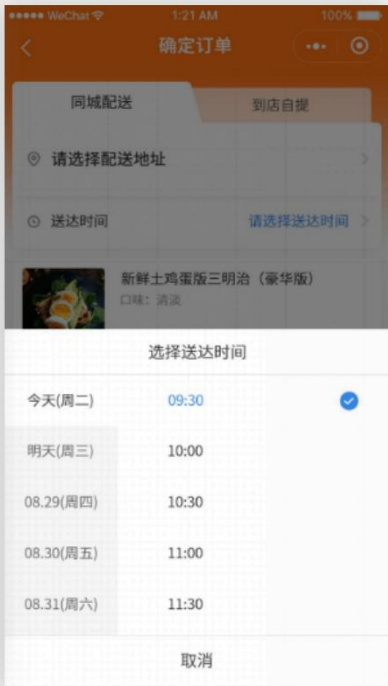 WeChat 1:21 AM 100%
确定订单
同城配送 到店自提
请选择配送地址
送达时间 请选择送达时间
新鲜土鸡蛋版三明治（豪华版）
口味：清淡
选择送达时间
今天(周二) 09:30
明天(周三) 10:00
08.29(周四) 10:30
08.30(周五) 11:00
08.31(周六) 11:30
取消